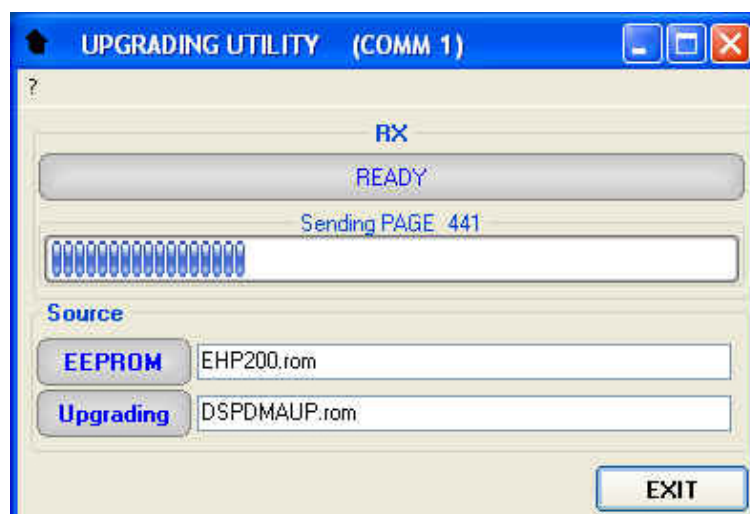 UPGRADING UTILITY (COMM 1)
?
RX
READY
Sending PAGE 441
Source
EEPROM EHP200.rom
Upgrading DSPDMAUP.rom
EXIT